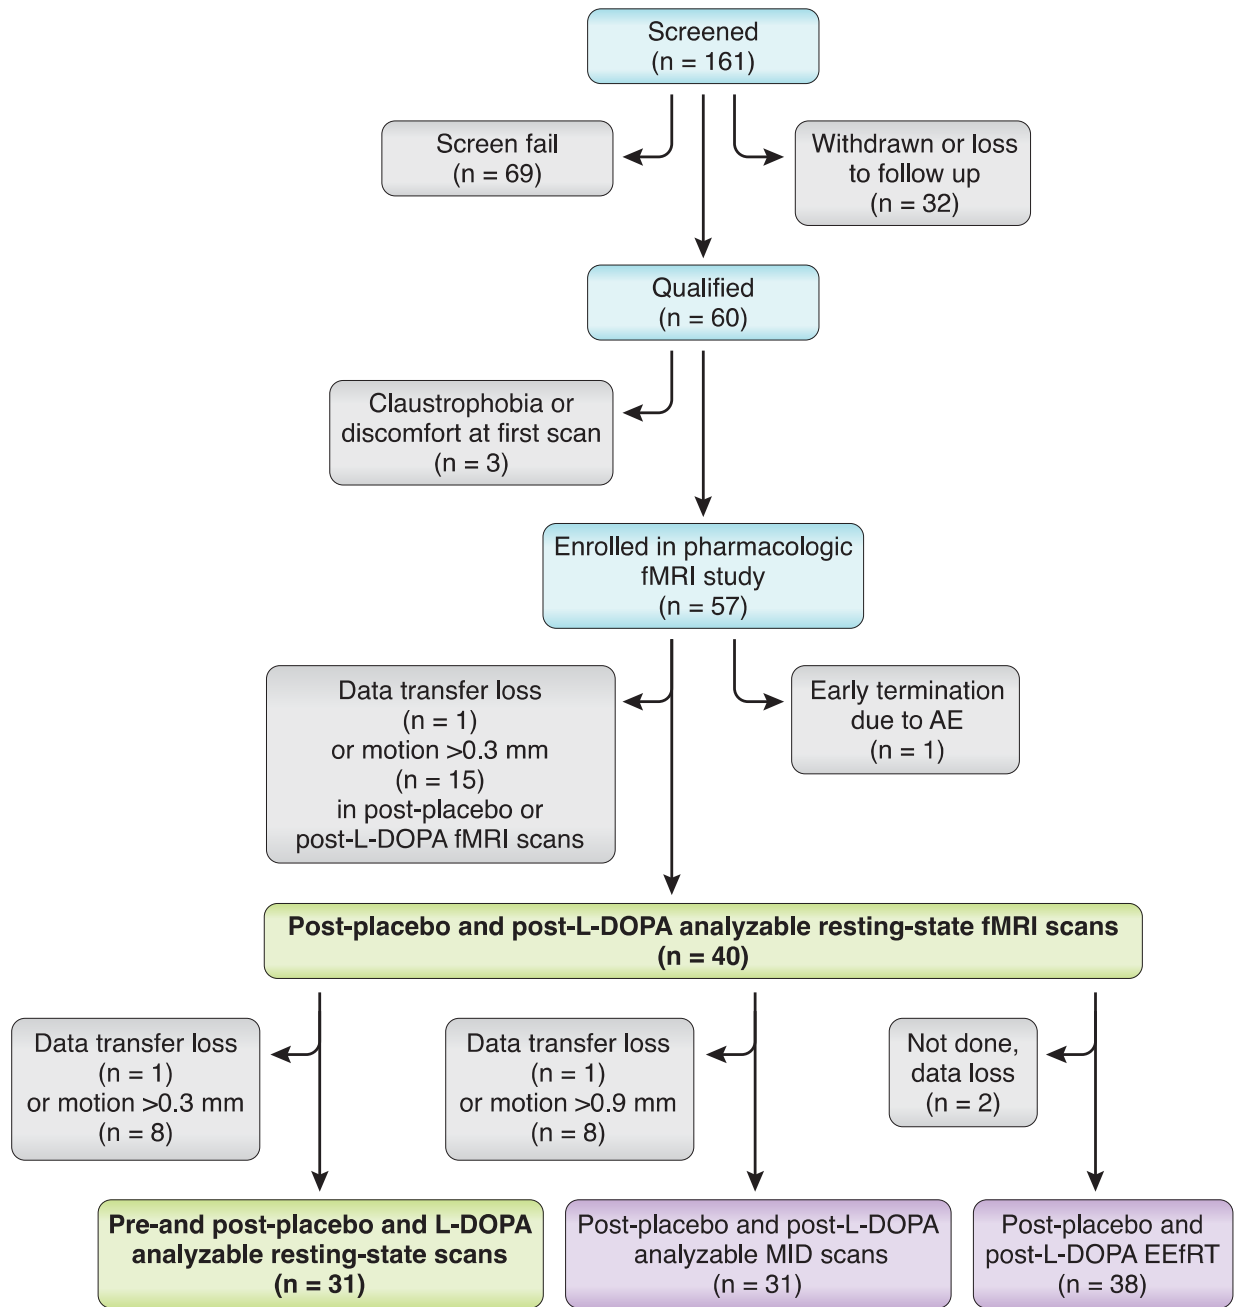 Screened
(n = 161)
Screen fail
(n = 69)
Withdrawn or loss
to follow up
(n = 32)
Qualified
(n = 60)
Claustrophobia or
discomfort at first scan
(n = 3)
Enrolled in pharmacologic
fMRI study
(n = 57)
Data transfer loss
(n = 1)
or motion >0.3 mm
(n = 15)
in post-placebo or
post-L-DOPA fMRI scans
Early termination
due to AE
(n = 1)
Post-placebo and post-L-DOPA analyzable resting-state fMRI scans
(n = 40)
Data transfer loss
(n = 1)
or motion >0.3 mm
(n = 8)
Data transfer loss
(n = 1)
or motion >0.9 mm
(n = 8)
Not done,
data loss
(n = 2)
Pre-and post-placebo and L-DOPA
analyzable resting-state scans
(n = 31)
Post-placebo and post-L-DOPA
analyzable MID scans
(n = 31)
Post-placebo and
post-L-DOPA EEfRT
(n = 38)